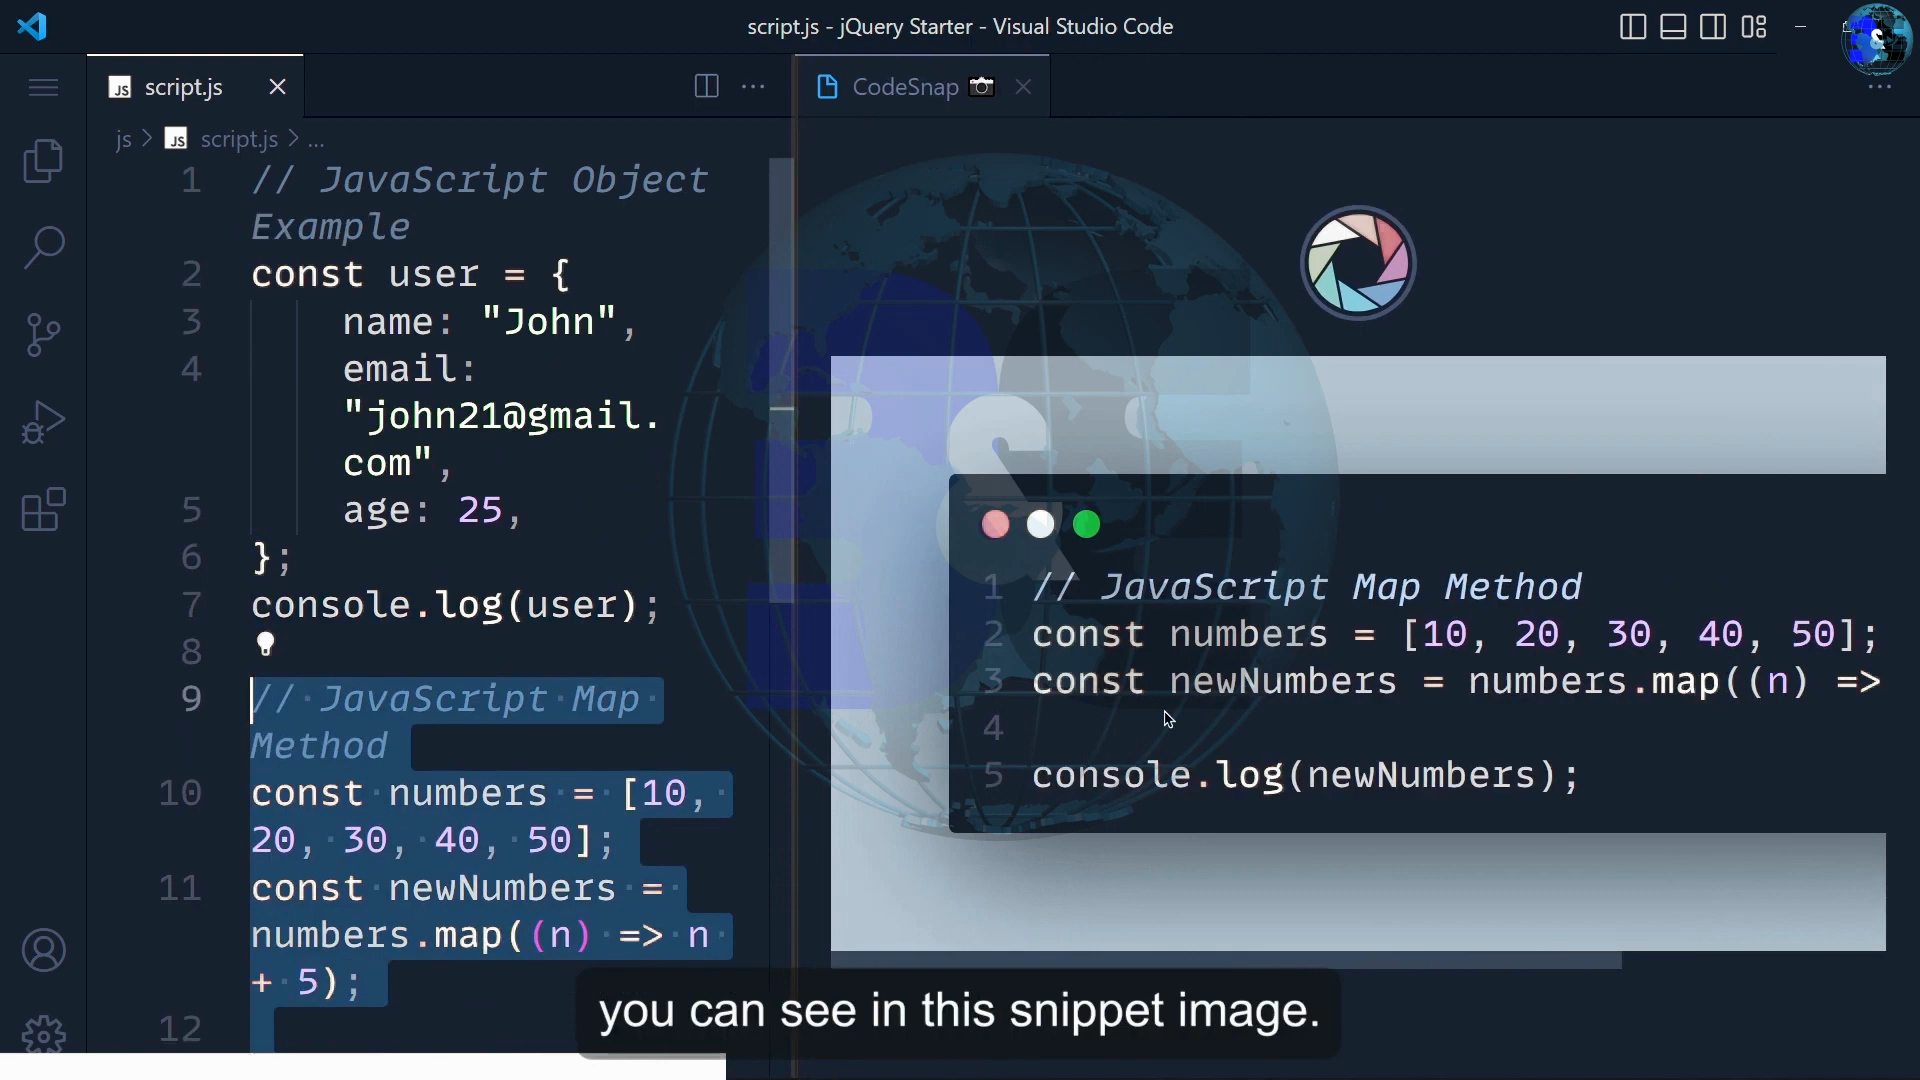 script.js - jQuery Starter - Visual Studio Code
JS script.js
CodeSnap
js > JS script.js > ...
1 // JavaScript Object
Example
2 const user = {
3 name: "John",
4 email:
"john21@gmail.
com",
5 age: 25,
6 };
7 console.log(user);
8
9 // JavaScript Map
Method
10 const numbers = [10,
20, 30, 40, 50];
11 const newNumbers =
numbers.map((n) => n
+ 5);
12
1 // JavaScript Map Method
2 const numbers = [10, 20, 30, 40, 50];
3 const newNumbers = numbers.map((n) =>
4
5 console.log(newNumbers);
&
you can see in this snippet image.